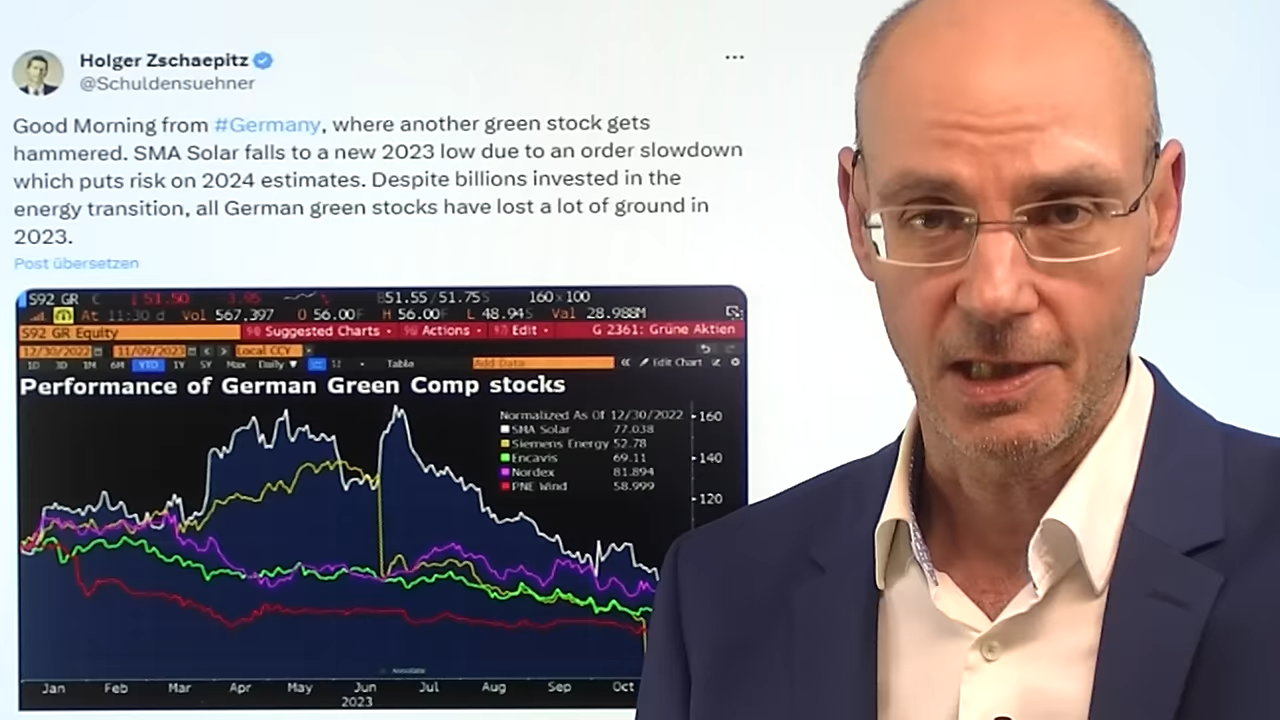 Holger Zschaepitz
@Schuldensuehner
Good Morning from #Germany, where another green stock gets
hammered. SMA Solar falls to a new 2023 low due to an order slowdown
which puts risk on 2024 estimates. Despite billions invested in the
energy transition, all German green stocks have lost a lot of ground in
2023.
Post übersetzen
S92 GR C 51.50 -3.95 51.55/51.75 160×100
At 11:30 d Vol 567,397 O 56.00F H 56.00F L 48.94S Val 28.988M
S92 GR Equity Suggested Charts Actions 97 Edit G 2361: Grüne Aktien
12/30/2022 11/09/2023 Local CCY
1D 3D 1M 6M YTD 1Y 5Y Max Daily Table Add Data Edit Chart
Performance of German Green Comp stocks
Normalized As Of 12/30/2022
SMA Solar 77.038
Siemens Energy 52.78
Encavis 69.11
Nordex 81.894
PNE Wind 58.999
160
140
120
Jan Feb Mar Apr May Jun Jul Aug Sep Oct
2023